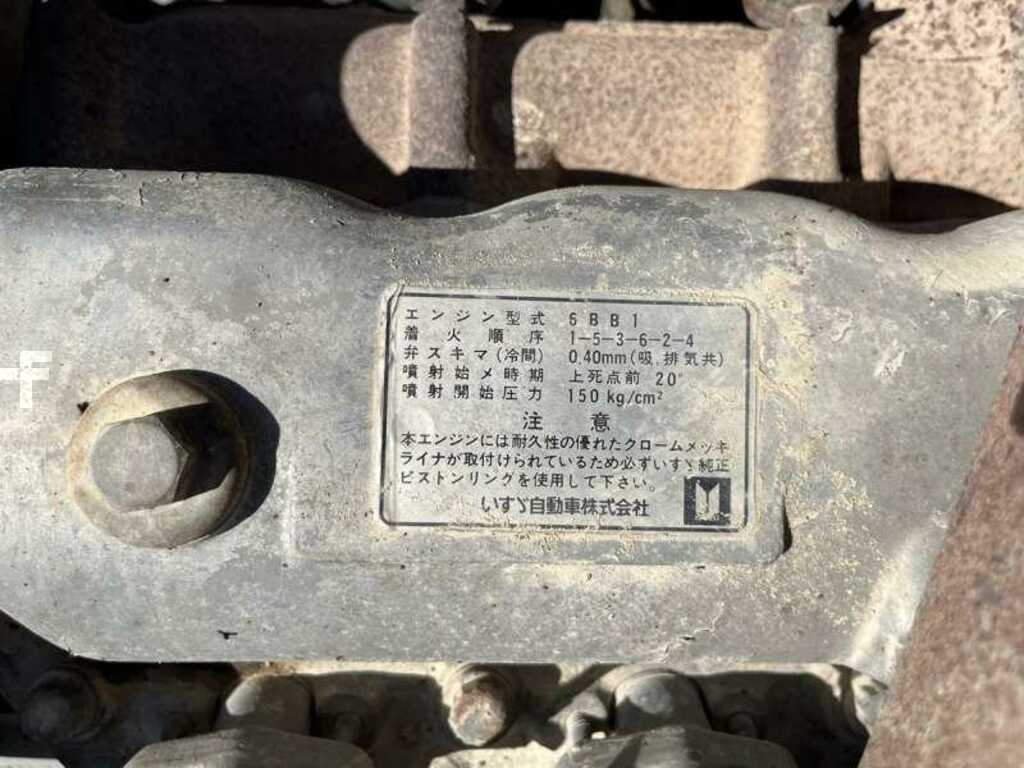 エンジン型式 6BB1
着火順序 1-5-3-6-2-4
弁スキマ(冷間) 0.40mm(吸,排気共)
噴射始メ時期 上死点前 20°
噴射開始圧力 150 kg/cm²
注意
本エンジンには耐久性の優れたクロームメッキ
ライナが取付けられているため必ずいすゞ純正
ピストンリングを使用して下さい。
いすゞ自動車株式会社